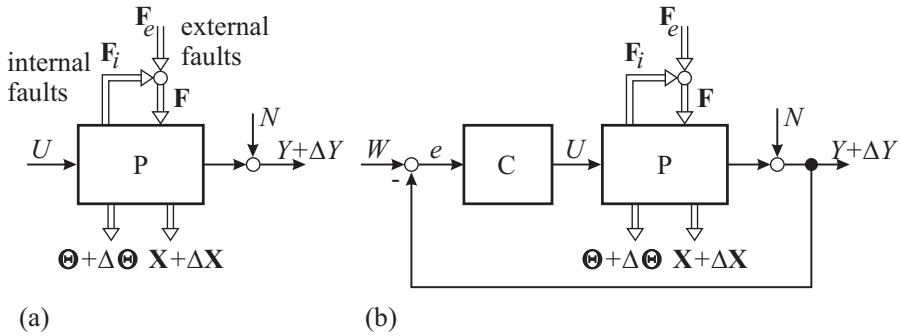 F_e external
faults
F_i
internal
faults
F
N
U
P
Y+ΔY
Θ+ΔΘ X+ΔX
(a)
F_e
F_i
F
N
W
e
C
U
P
Y+ΔY
-
Θ+ΔΘ X+ΔX
(b)